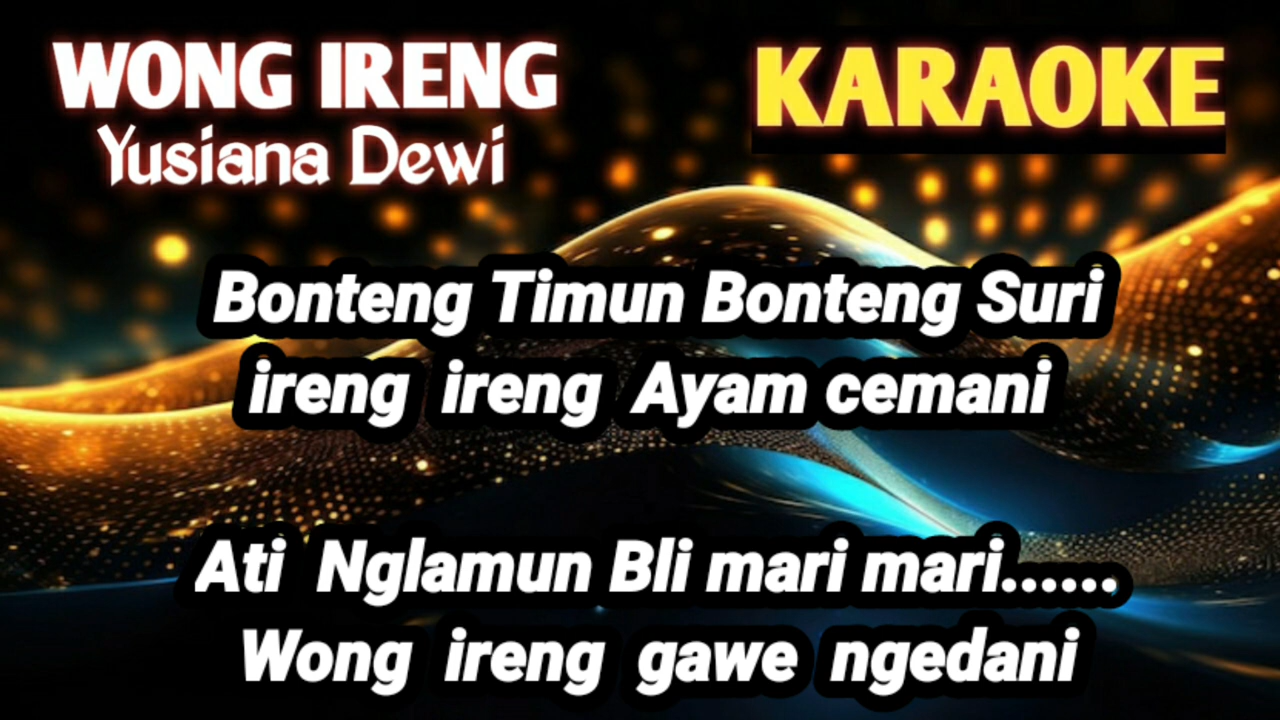 WONG IRENG
Yusiana Dewi
KARAOKE
Bonteng Timun Bonteng Suri
ireng ireng Ayam cemani
Ati Nglamun Bli mari mari......
Wong ireng gawe ngedani